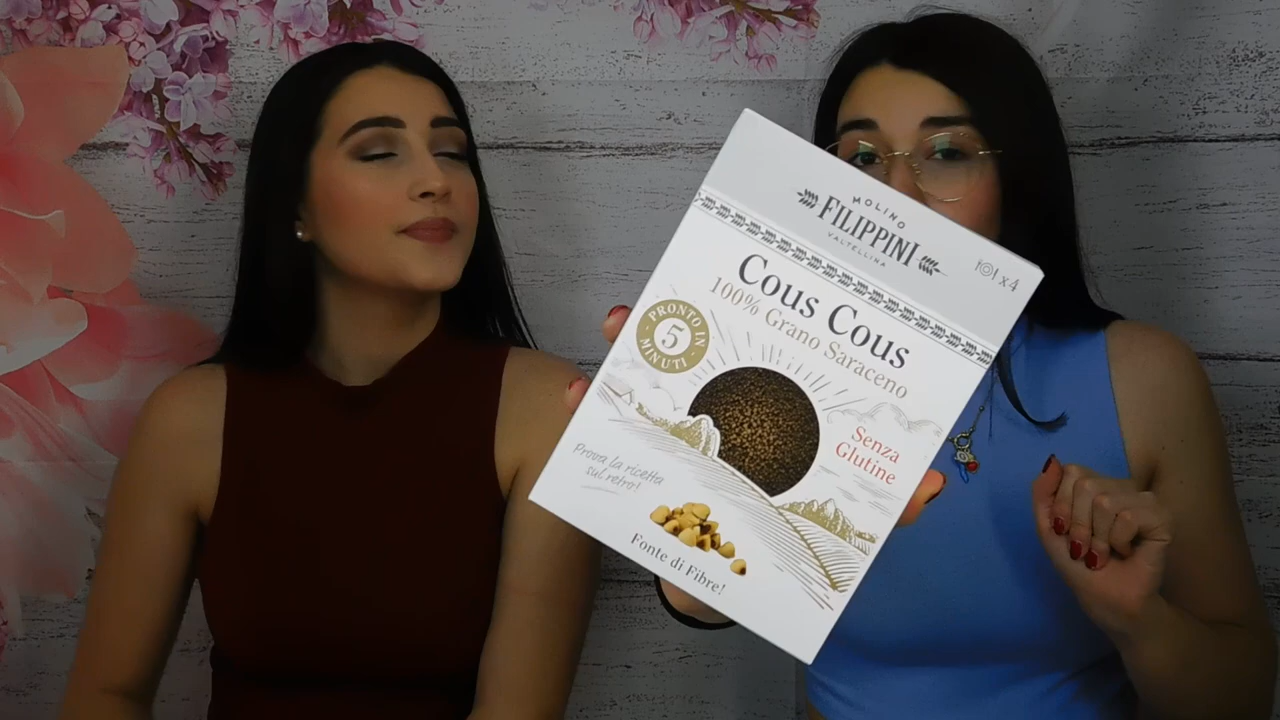 MOLINO
FILIPPINI
VALTELLINA
x4
Cous Cous
100% Grano Saraceno
PRONTO IN
5
MINUTI
Senza
Glutine
Prova la ricetta
sul retro!
Fonte di Fibre!